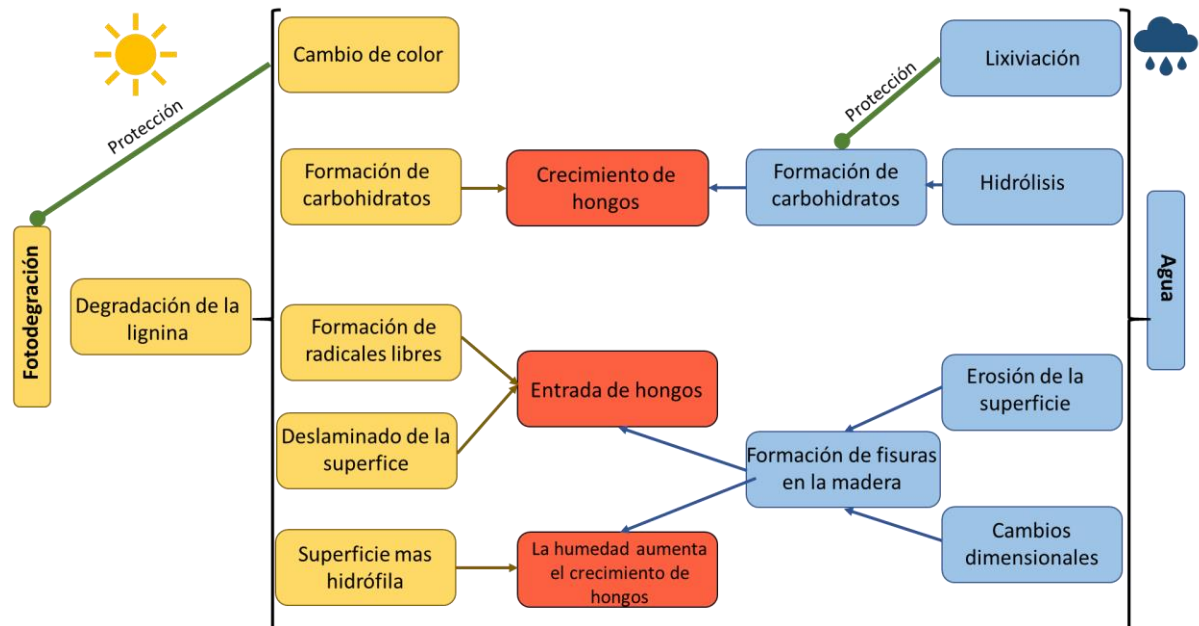 Cambio de color
Lixiviación
Protección
Protección
Formación de
carbohidratos
Crecimiento de
hongos
Formación de
carbohidratos
Hidrólisis
Fotodegración
Degradación de la
lignina
Agua
Formación de
radicales libres
Entrada de hongos
Erosión de la
superficie
Deslaminado de la
superfice
Formación de fisuras
en la madera
Superficie mas
hidrófila
La humedad aumenta
el crecimiento de
hongos
Cambios
dimensionales